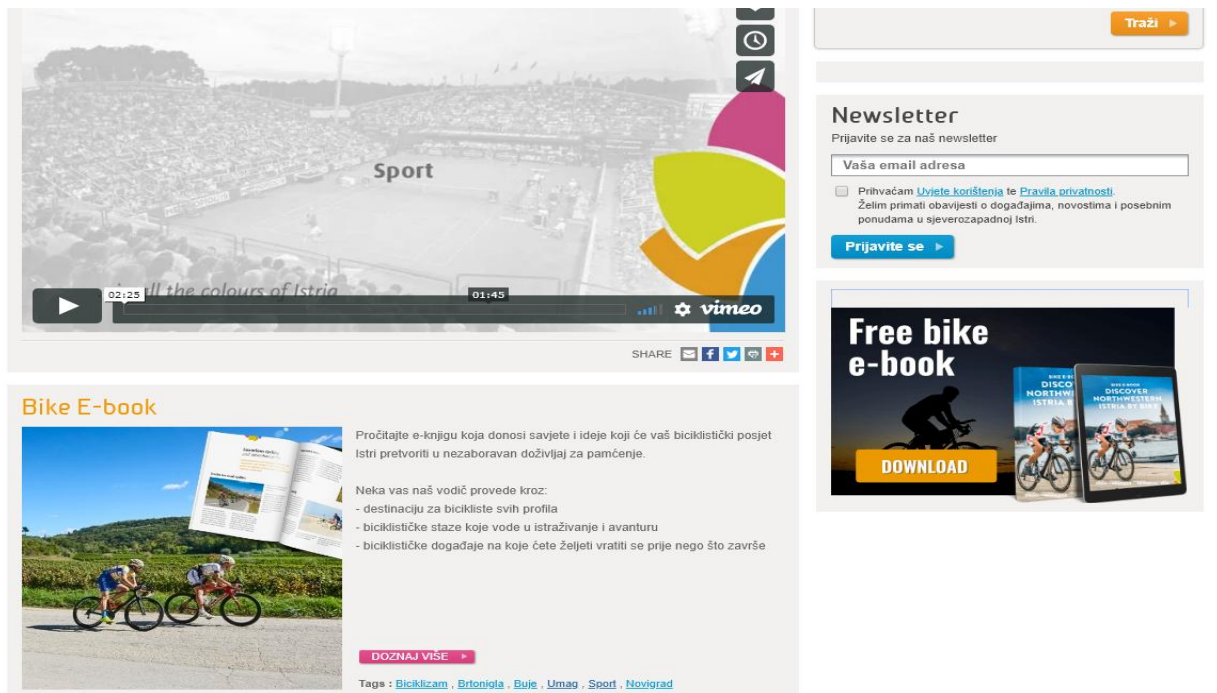 Traži
Sport
in all the colours of Istria
02:25
01:45
vimeo
SHARE
Bike E-book
Pročitajte e-knjigu koja donosi savjete i ideje koji će vaš biciklistički posjet
Istri pretvoriti u nezaboravan doživljaj za pamćenje.
Neka vas naš vodič provede kroz:
- destinaciju za bicikliste svih profila
- biciklističke staze koje vode u istraživanje i avanturu
- biciklističke događaje na koje ćete željeti vratiti se prije nego što završe
DOZNAJ VIŠE
Tags : Biciklizam , Brtonigla , Buje , Umag , Sport , Novigrad
Newsletter
Prijavite se za naš newsletter
Vaša email adresa
Prihvaćam Uvjete korištenja te Pravila privatnosti.
Želim primati obavijesti o događajima, novostima i posebnim
ponudama u sjeverozapadnoj Istri.
Prijavite se
Free bike
e-book
DOWNLOAD
BIKE E-BOOK
DISCOVER
NORTHWESTERN
ISTRIA BY BIKE